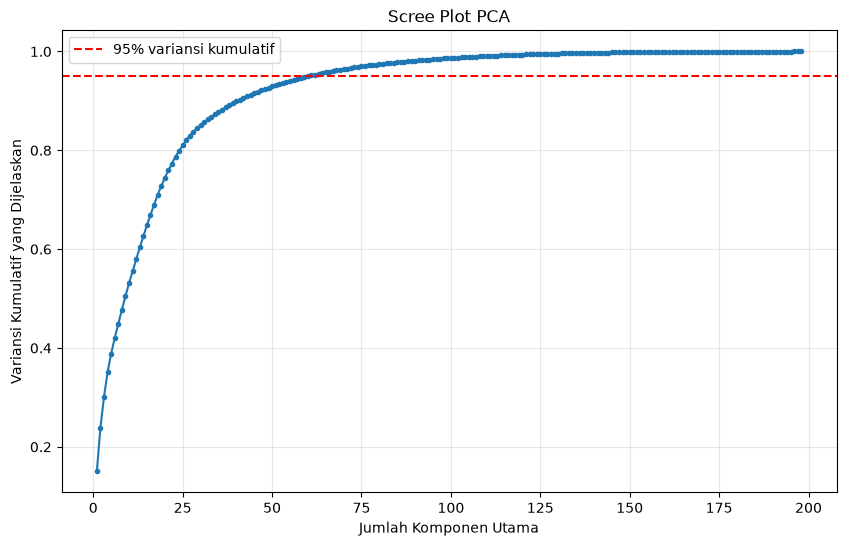 Scree Plot PCA
95% variansi kumulatif
Variansi Kumulatif yang Dijelaskan
1.0
0.8
0.6
0.4
0.2
0 25 50 75 100 125 150 175 200
Jumlah Komponen Utama